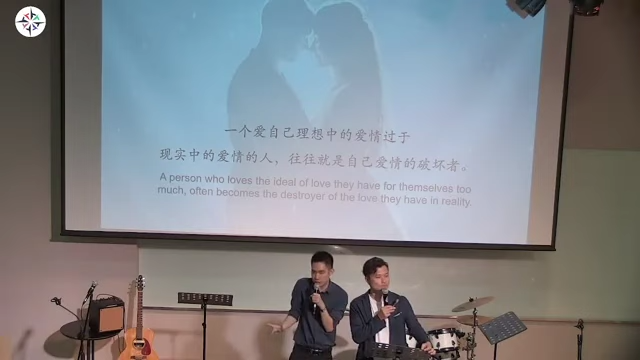 一个爱自己理想中的爱情过于
现实中的爱情的人，往往就是自己爱情的破坏者。
A person who loves the ideal of love they have for themselves too
much, often becomes the destroyer of the love they have in reality.